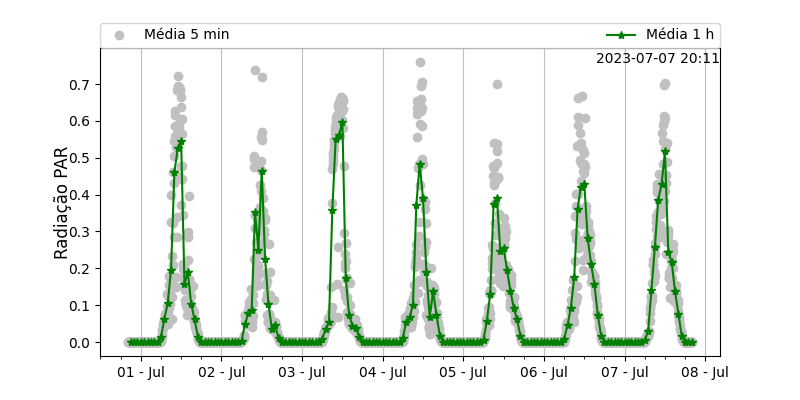 Média 5 min
Média 1 h
2023-07-07 20:11
0.7
0.6
0.5
0.4
0.3
0.2
0.1
0.0
Radiação PAR
01 - Jul
02 - Jul
03 - Jul
04 - Jul
05 - Jul
06 - Jul
07 - Jul
08 - Jul